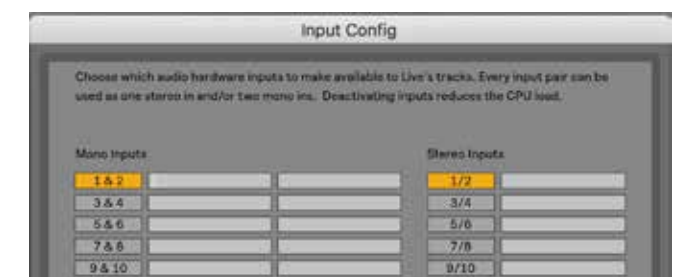 Input Config
Choose which audio hardware inputs to make available to Live's tracks. Every input pair can be
used as one stereo in and/or two mono ins. Deactivating inputs reduces the CPU load.
Mono Inputs Stereo Inputs
1 & 2 1/2
3 & 4 3/4
5 & 6 5/6
7 & 8 7/8
9 & 10 9/10